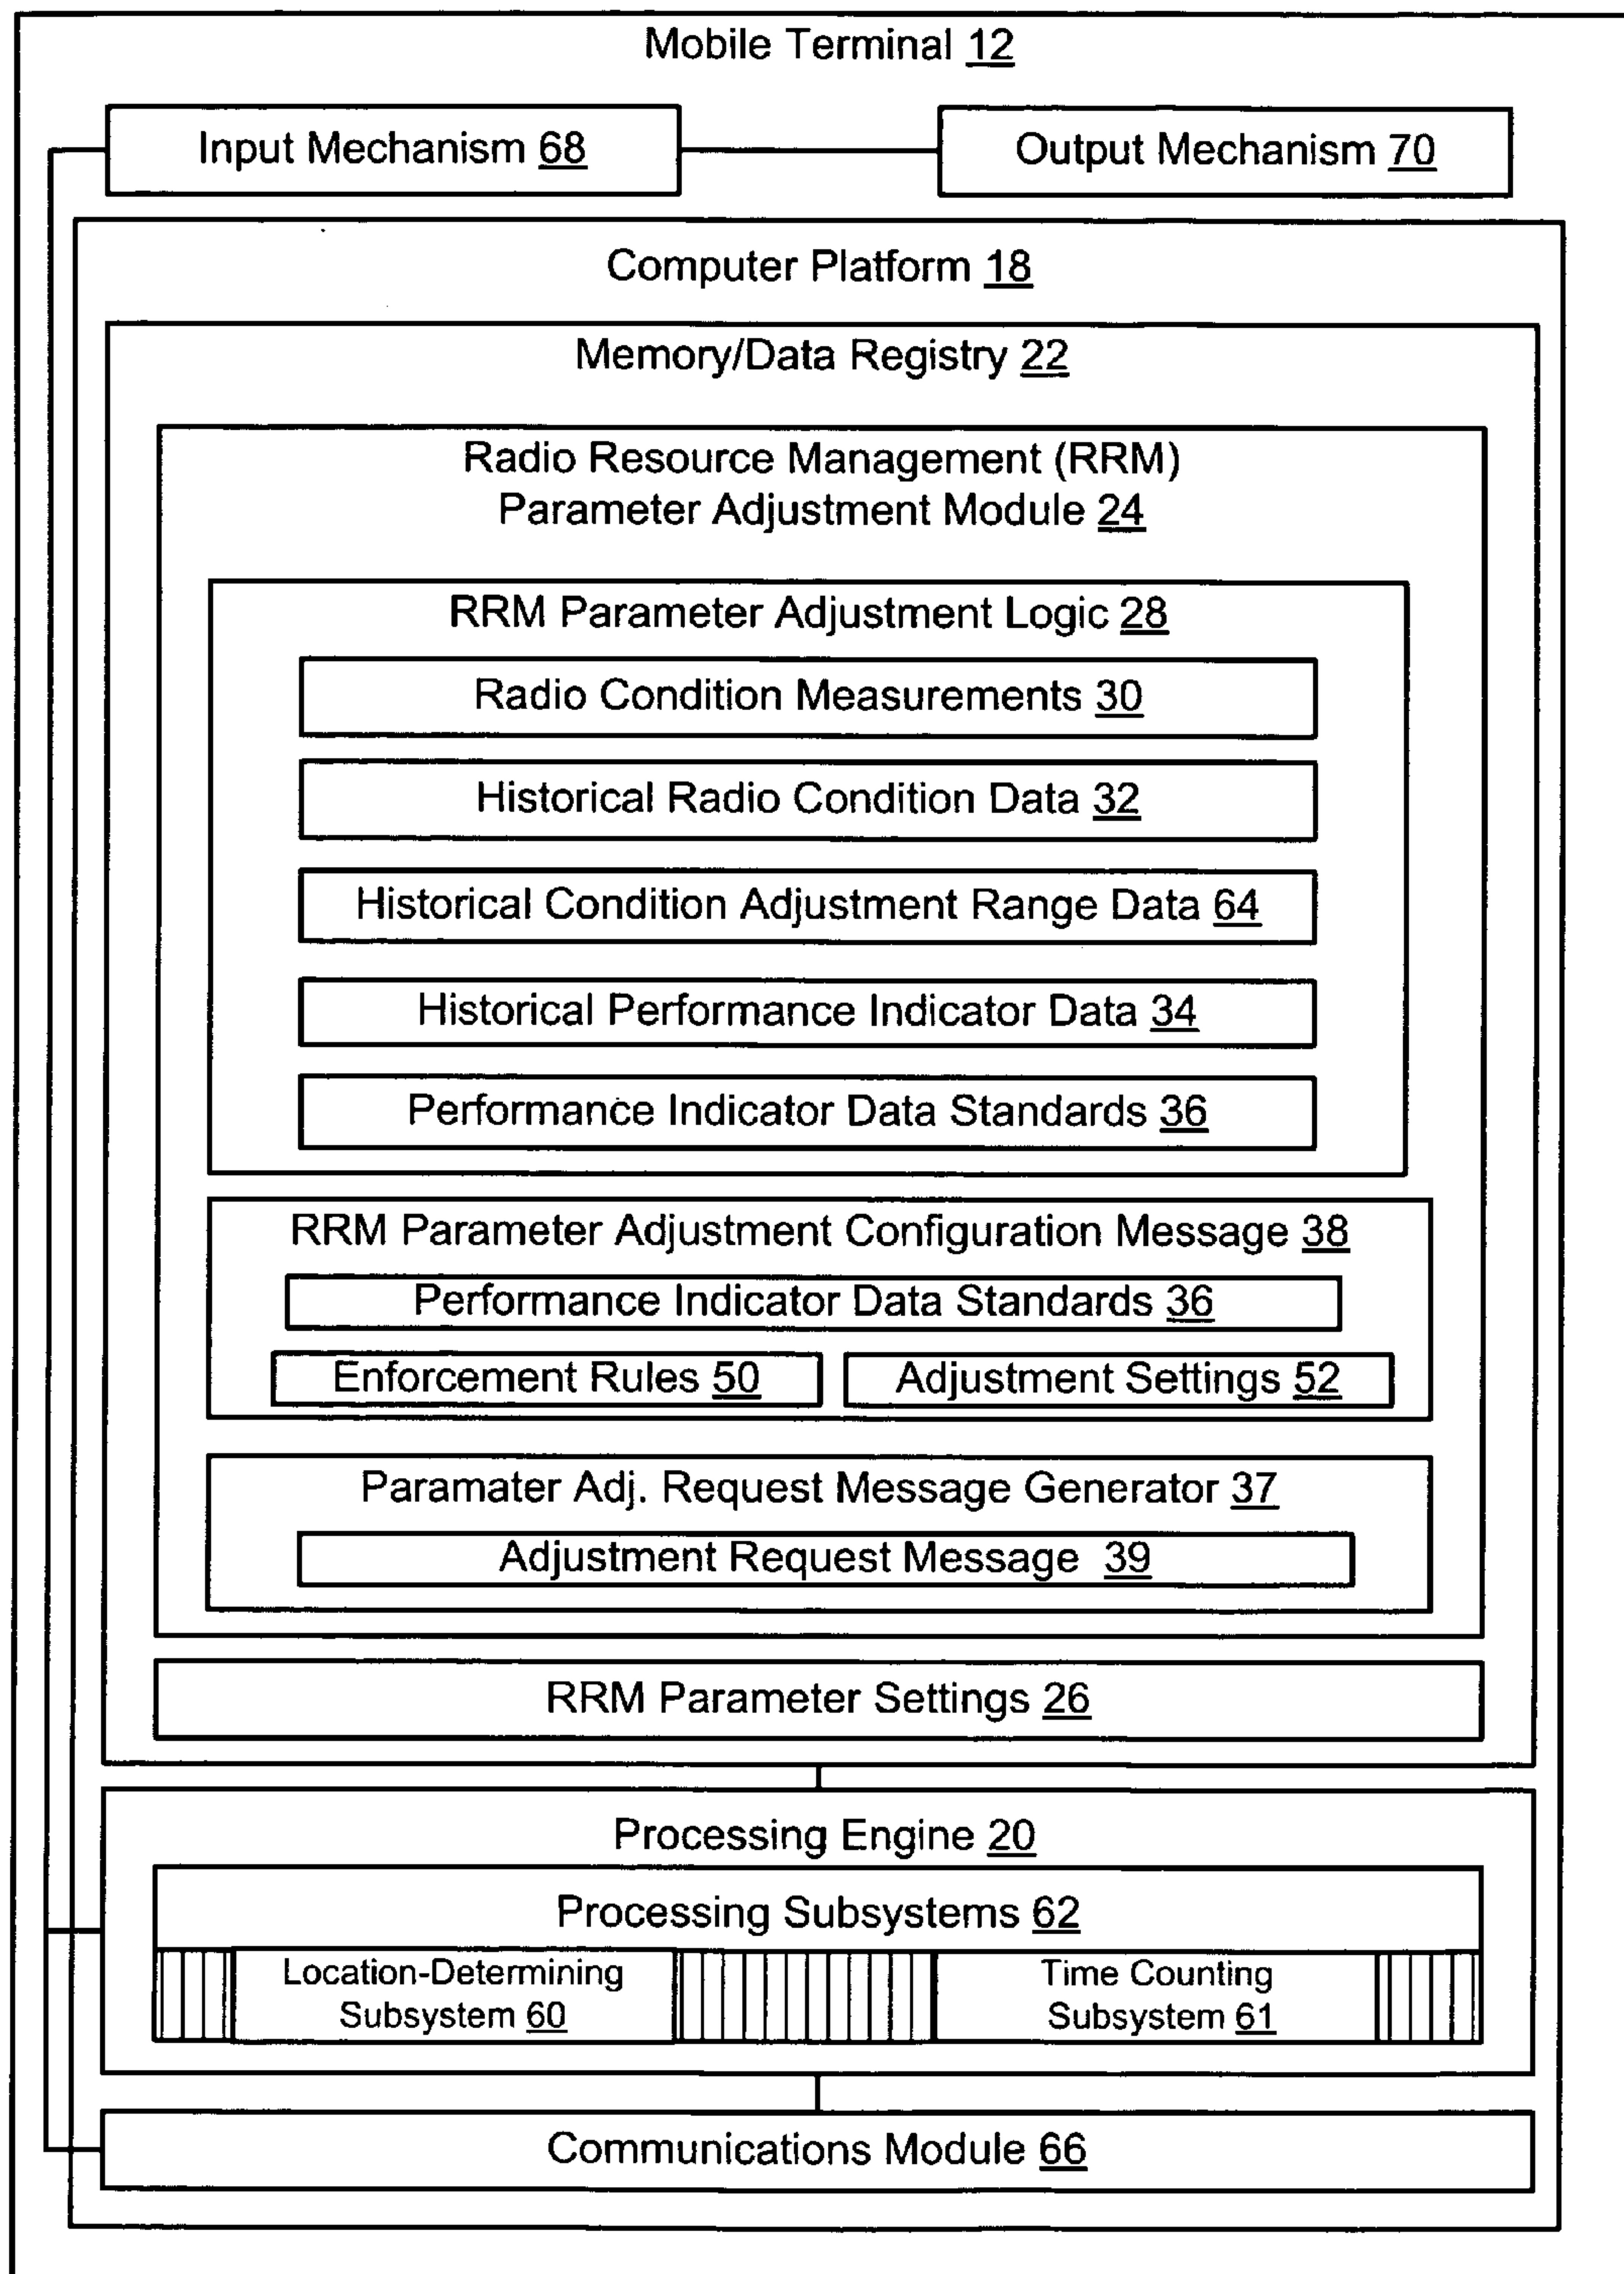 Mobile Terminal 12
Input Mechanism 68
Output Mechanism 70
Computer Platform 18
Memory/Data Registry 22
Radio Resource Management (RRM)
Parameter Adjustment Module 24
RRM Parameter Adjustment Logic 28
Radio Condition Measurements 30
Historical Radio Condition Data 32
Historical Condition Adjustment Range Data 64
Historical Performance Indicator Data 34
Performance Indicator Data Standards 36
RRM Parameter Adjustment Configuration Message 38
Performance Indicator Data Standards 36
Enforcement Rules 50
Adjustment Settings 52
Paramater Adj. Request Message Generator 37
Adjustment Request Message 39
RRM Parameter Settings 26
Processing Engine 20
Processing Subsystems 62
Location-Determining
Subsystem 60
Time Counting
Subsystem 61
Communications Module 66